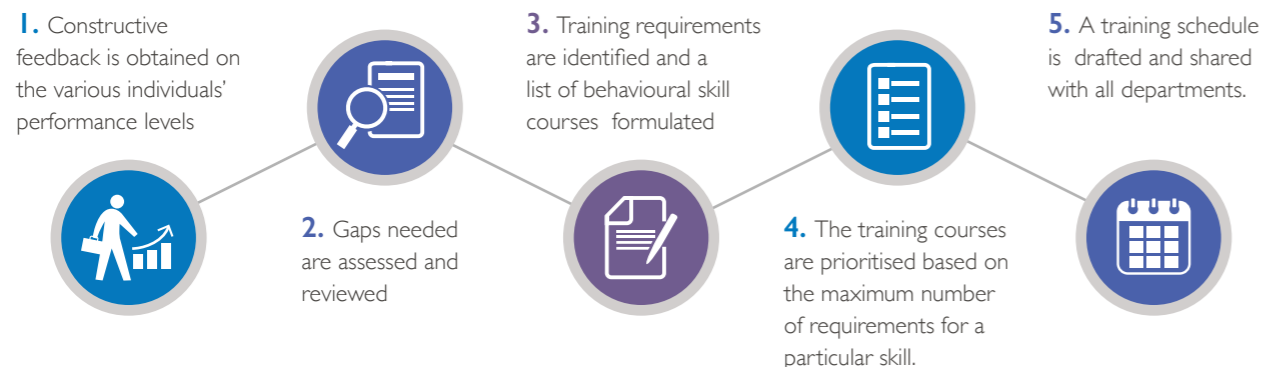 1. Constructive
feedback is obtained on
the various individuals'
performance levels
2. Gaps needed
are assessed and
reviewed
3. Training requirements
are identified and a
list of behavioural skill
courses formulated
4. The training courses
are prioritised based on
the maximum number
of requirements for a
particular skill.
5. A training schedule
is drafted and shared
with all departments.